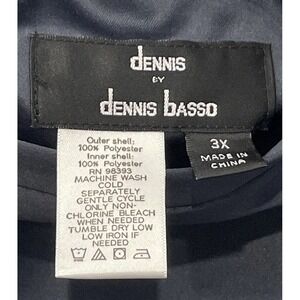 dennis
BY
dennis basso
3X
MADE IN
CHINA
Outer shell:
100% Polyester
Inner shell:
100% Polyester
RN 98393
MACHINE WASH
COLD
SEPARATELY
GENTLE CYCLE
ONLY NON-
CHLORINE BLEACH
WHEN NEEDED
TUMBLE DRY LOW
LOW IRON IF
NEEDED